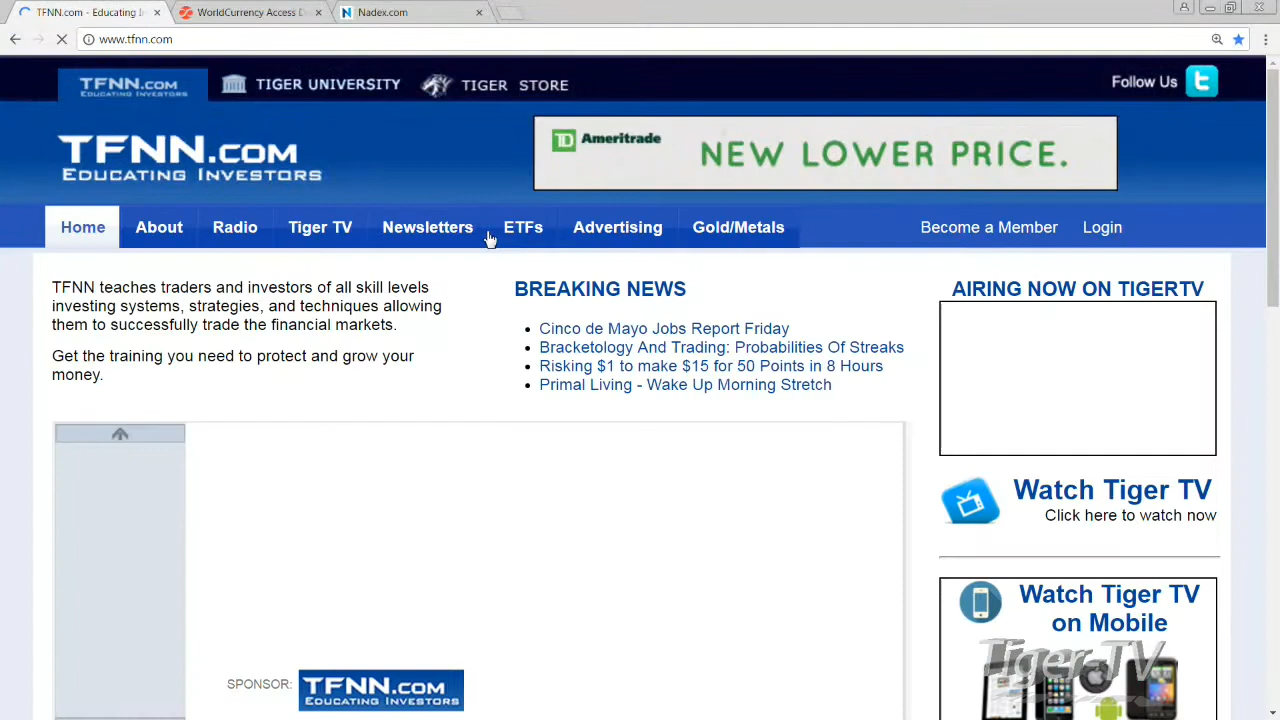 TFNN.com - Educating In
WorldCurrency Access D
Nadex.com
www.tfnn.com
TFNN.COM
EDUCATING INVESTORS
TIGER UNIVERSITY
TIGER STORE
Follow Us
TFNN.COM
EDUCATING INVESTORS
TD Ameritrade
NEW LOWER PRICE.
Home
About
Radio
Tiger TV
Newsletters
ETFs
Advertising
Gold/Metals
Become a Member
Login
TFNN teaches traders and investors of all skill levels
investing systems, strategies, and techniques allowing
them to successfully trade the financial markets.
Get the training you need to protect and grow your
money.
BREAKING NEWS
Cinco de Mayo Jobs Report Friday
Bracketology And Trading: Probabilities Of Streaks
Risking $1 to make $15 for 50 Points in 8 Hours
Primal Living - Wake Up Morning Stretch
AIRING NOW ON TIGERTV
Watch Tiger TV
Click here to watch now
Watch Tiger TV
on Mobile
Tiger-TV
SPONSOR:
TFNN.COM
EDUCATING INVESTORS